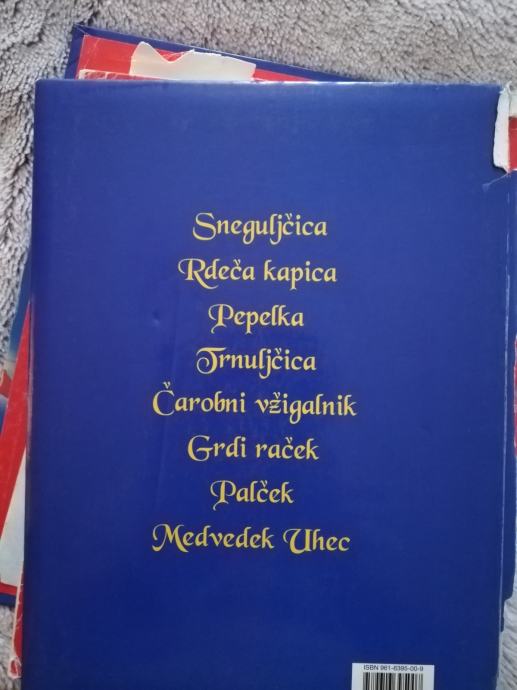 Sneguljčica
Rdeča kapica
Pepelka
Trnuljčica
Čarobni vžigalnik
Grdi raček
Palček
Medvedek Uhec
ISBN 961-6395-00-9